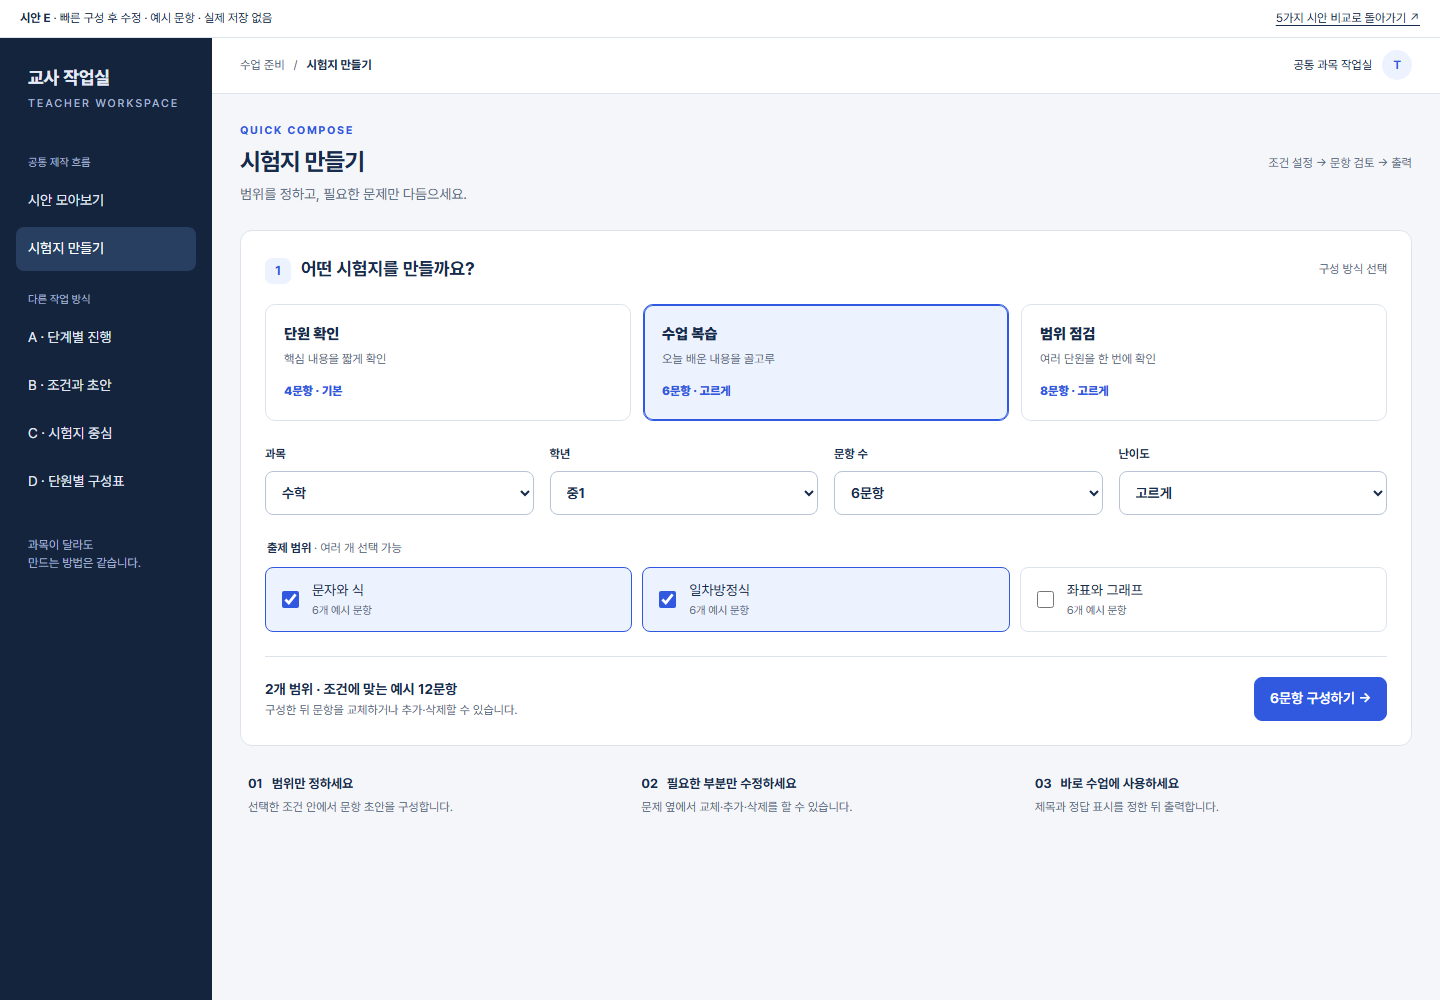 시안 E · 빠른 구성 후 수정 · 예시 문항 · 실제 저장 없음
5가지 시안 비교로 돌아가기 ↗
교사 작업실
TEACHER WORKSPACE
공통 제작 흐름
시안 모아보기
시험지 만들기
다른 작업 방식
A · 단계별 진행
B · 조건과 초안
C · 시험지 중심
D · 단원별 구성표
과목이 달라도
만드는 방법은 같습니다.
수업 준비 / 시험지 만들기
공통 과목 작업실
T
QUICK COMPOSE
시험지 만들기
범위를 정하고, 필요한 문제만 다듬으세요.
조건 설정 → 문항 검토 → 출력
1 어떤 시험지를 만들까요?
구성 방식 선택
단원 확인
핵심 내용을 짧게 확인
4문항 · 기본
수업 복습
오늘 배운 내용을 골고루
6문항 · 고르게
범위 점검
여러 단원을 한 번에 확인
8문항 · 고르게
과목
수학
학년
중1
문항 수
6문항
난이도
고르게
출제 범위 · 여러 개 선택 가능
문자와 식
6개 예시 문항
일차방정식
6개 예시 문항
좌표와 그래프
6개 예시 문항
2개 범위 · 조건에 맞는 예시 12문항
구성한 뒤 문항을 교체하거나 추가·삭제할 수 있습니다.
6문항 구성하기 →
01 범위만 정하세요
선택한 조건 안에서 문항 초안을 구성합니다.
02 필요한 부분만 수정하세요
문제 옆에서 교체·추가·삭제를 할 수 있습니다.
03 바로 수업에 사용하세요
제목과 정답 표시를 정한 뒤 출력합니다.